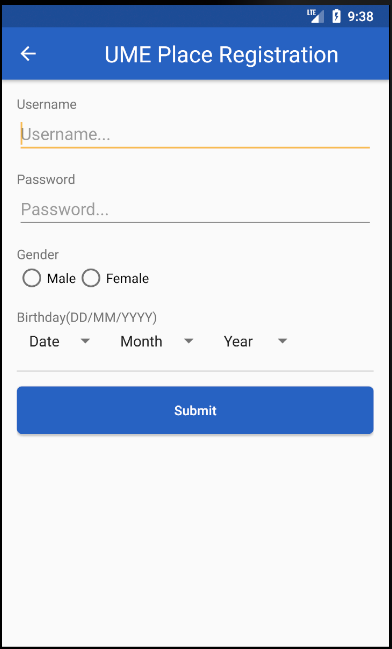 LTE 9:38
UME Place Registration
Username
Username...
Password
Password...
Gender
Male Female
Birthday(DD/MM/YYYY)
Date Month Year
Submit